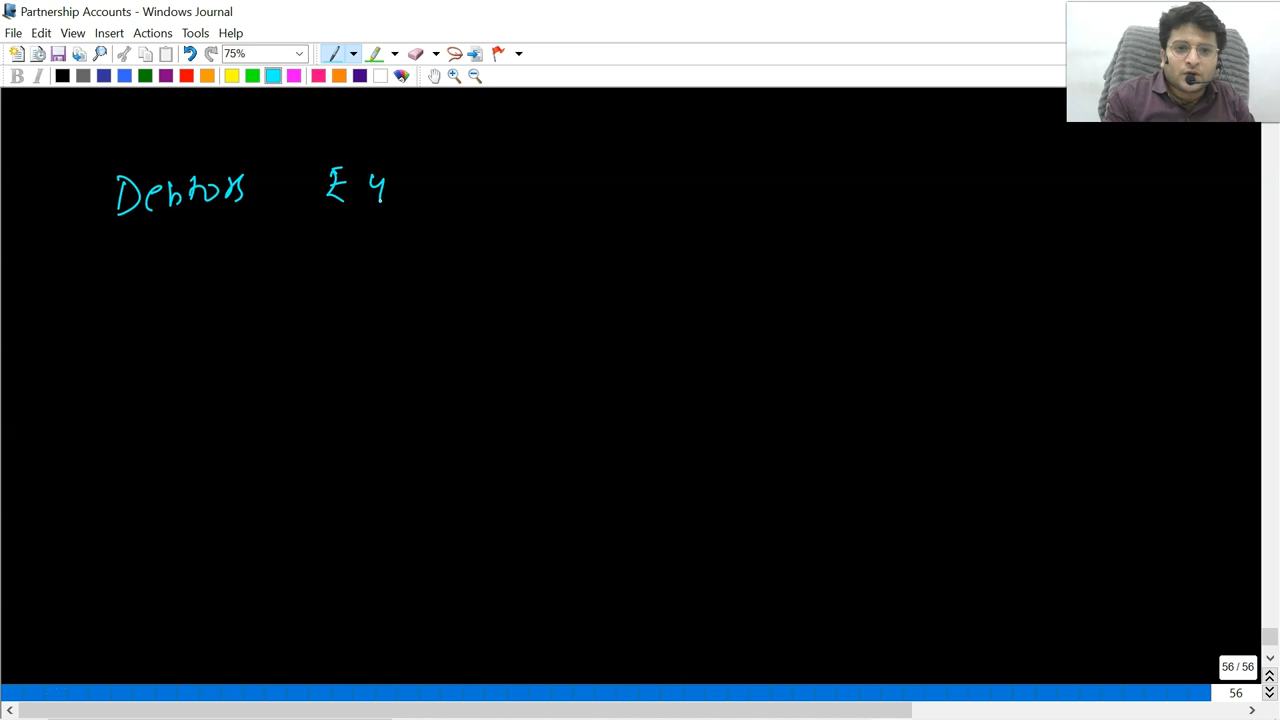 Partnership Accounts - Windows Journal
File Edit View Insert Actions Tools Help
75%
B I
Debtors ₹ 4
56 / 56
56